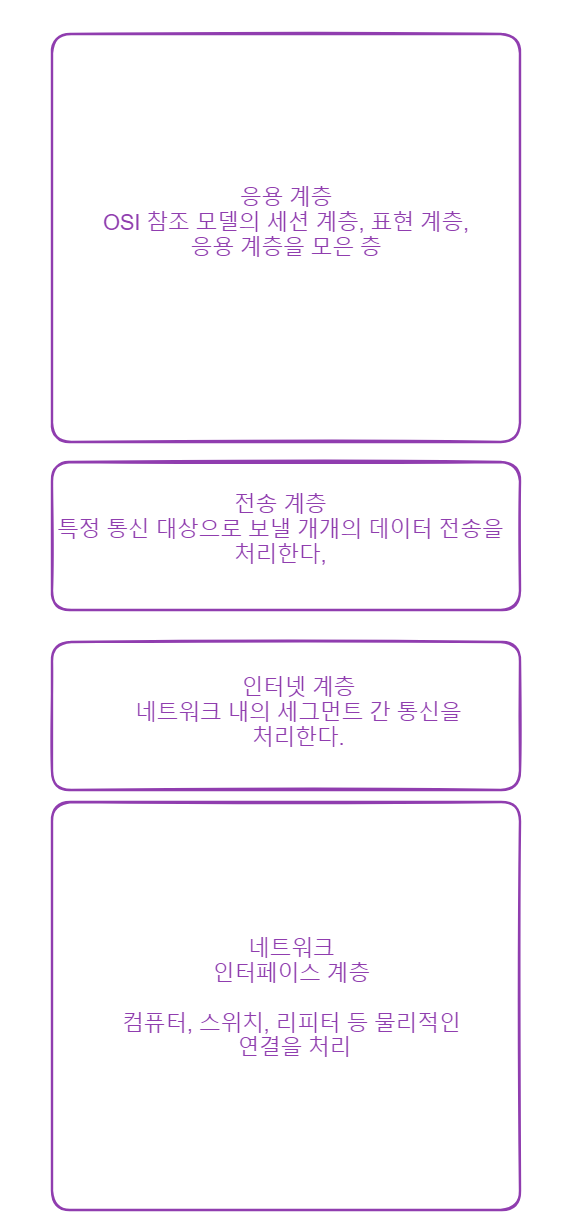 응용 계층
OSI 참조 모델의 세션 계층, 표현 계층,
응용 계층을 모은 층
전송 계층
특정 통신 대상으로 보낼 개개의 데이터 전송을
처리한다,
인터넷 계층
네트워크 내의 세그먼트 간 통신을
처리한다.
네트워크
인터페이스 계층
컴퓨터, 스위치, 리피터 등 물리적인
연결을 처리